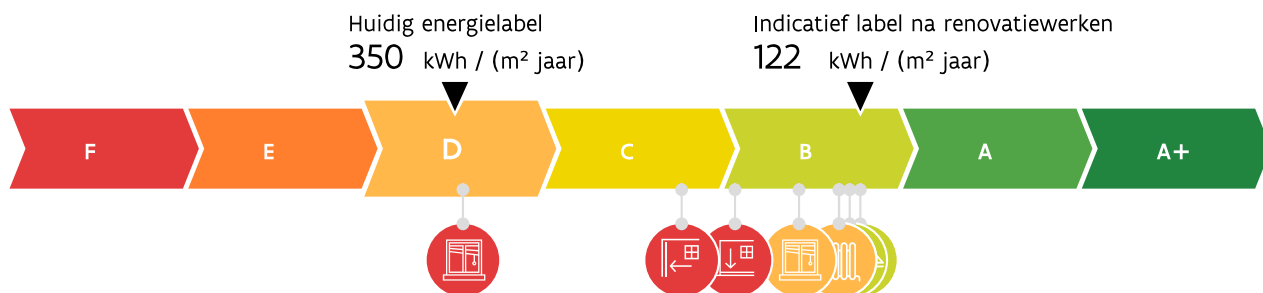 Huidig energielabel
350 kWh / (m² jaar)
Indicatief label na renovatiewerken
122 kWh / (m² jaar)
F E D C B A A+